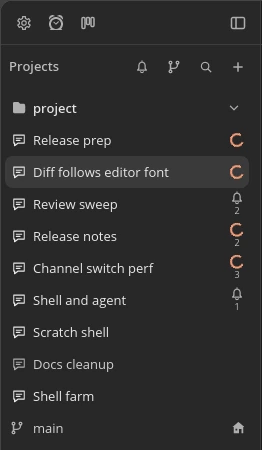 Projects
project
Release prep
Diff follows editor font
Review sweep
2
Release notes
2
Channel switch perf
3
Shell and agent
1
Scratch shell
Docs cleanup
Shell farm
main